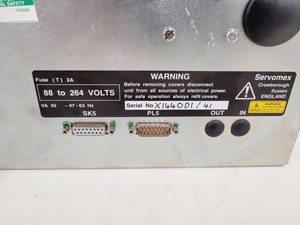 AL SAFETY
Fuse (T) 2A
88 to 264 VOLTS
VA 45 - 47-63 Hz
WARNING
Before removing covers disconnect
unit from all sources of electrical power.
For safe operation always refit covers.
Serial No X144001/41
Servomex
Crowborough
Sussex
ENGLAND
SK5
PL5
OUT
IN